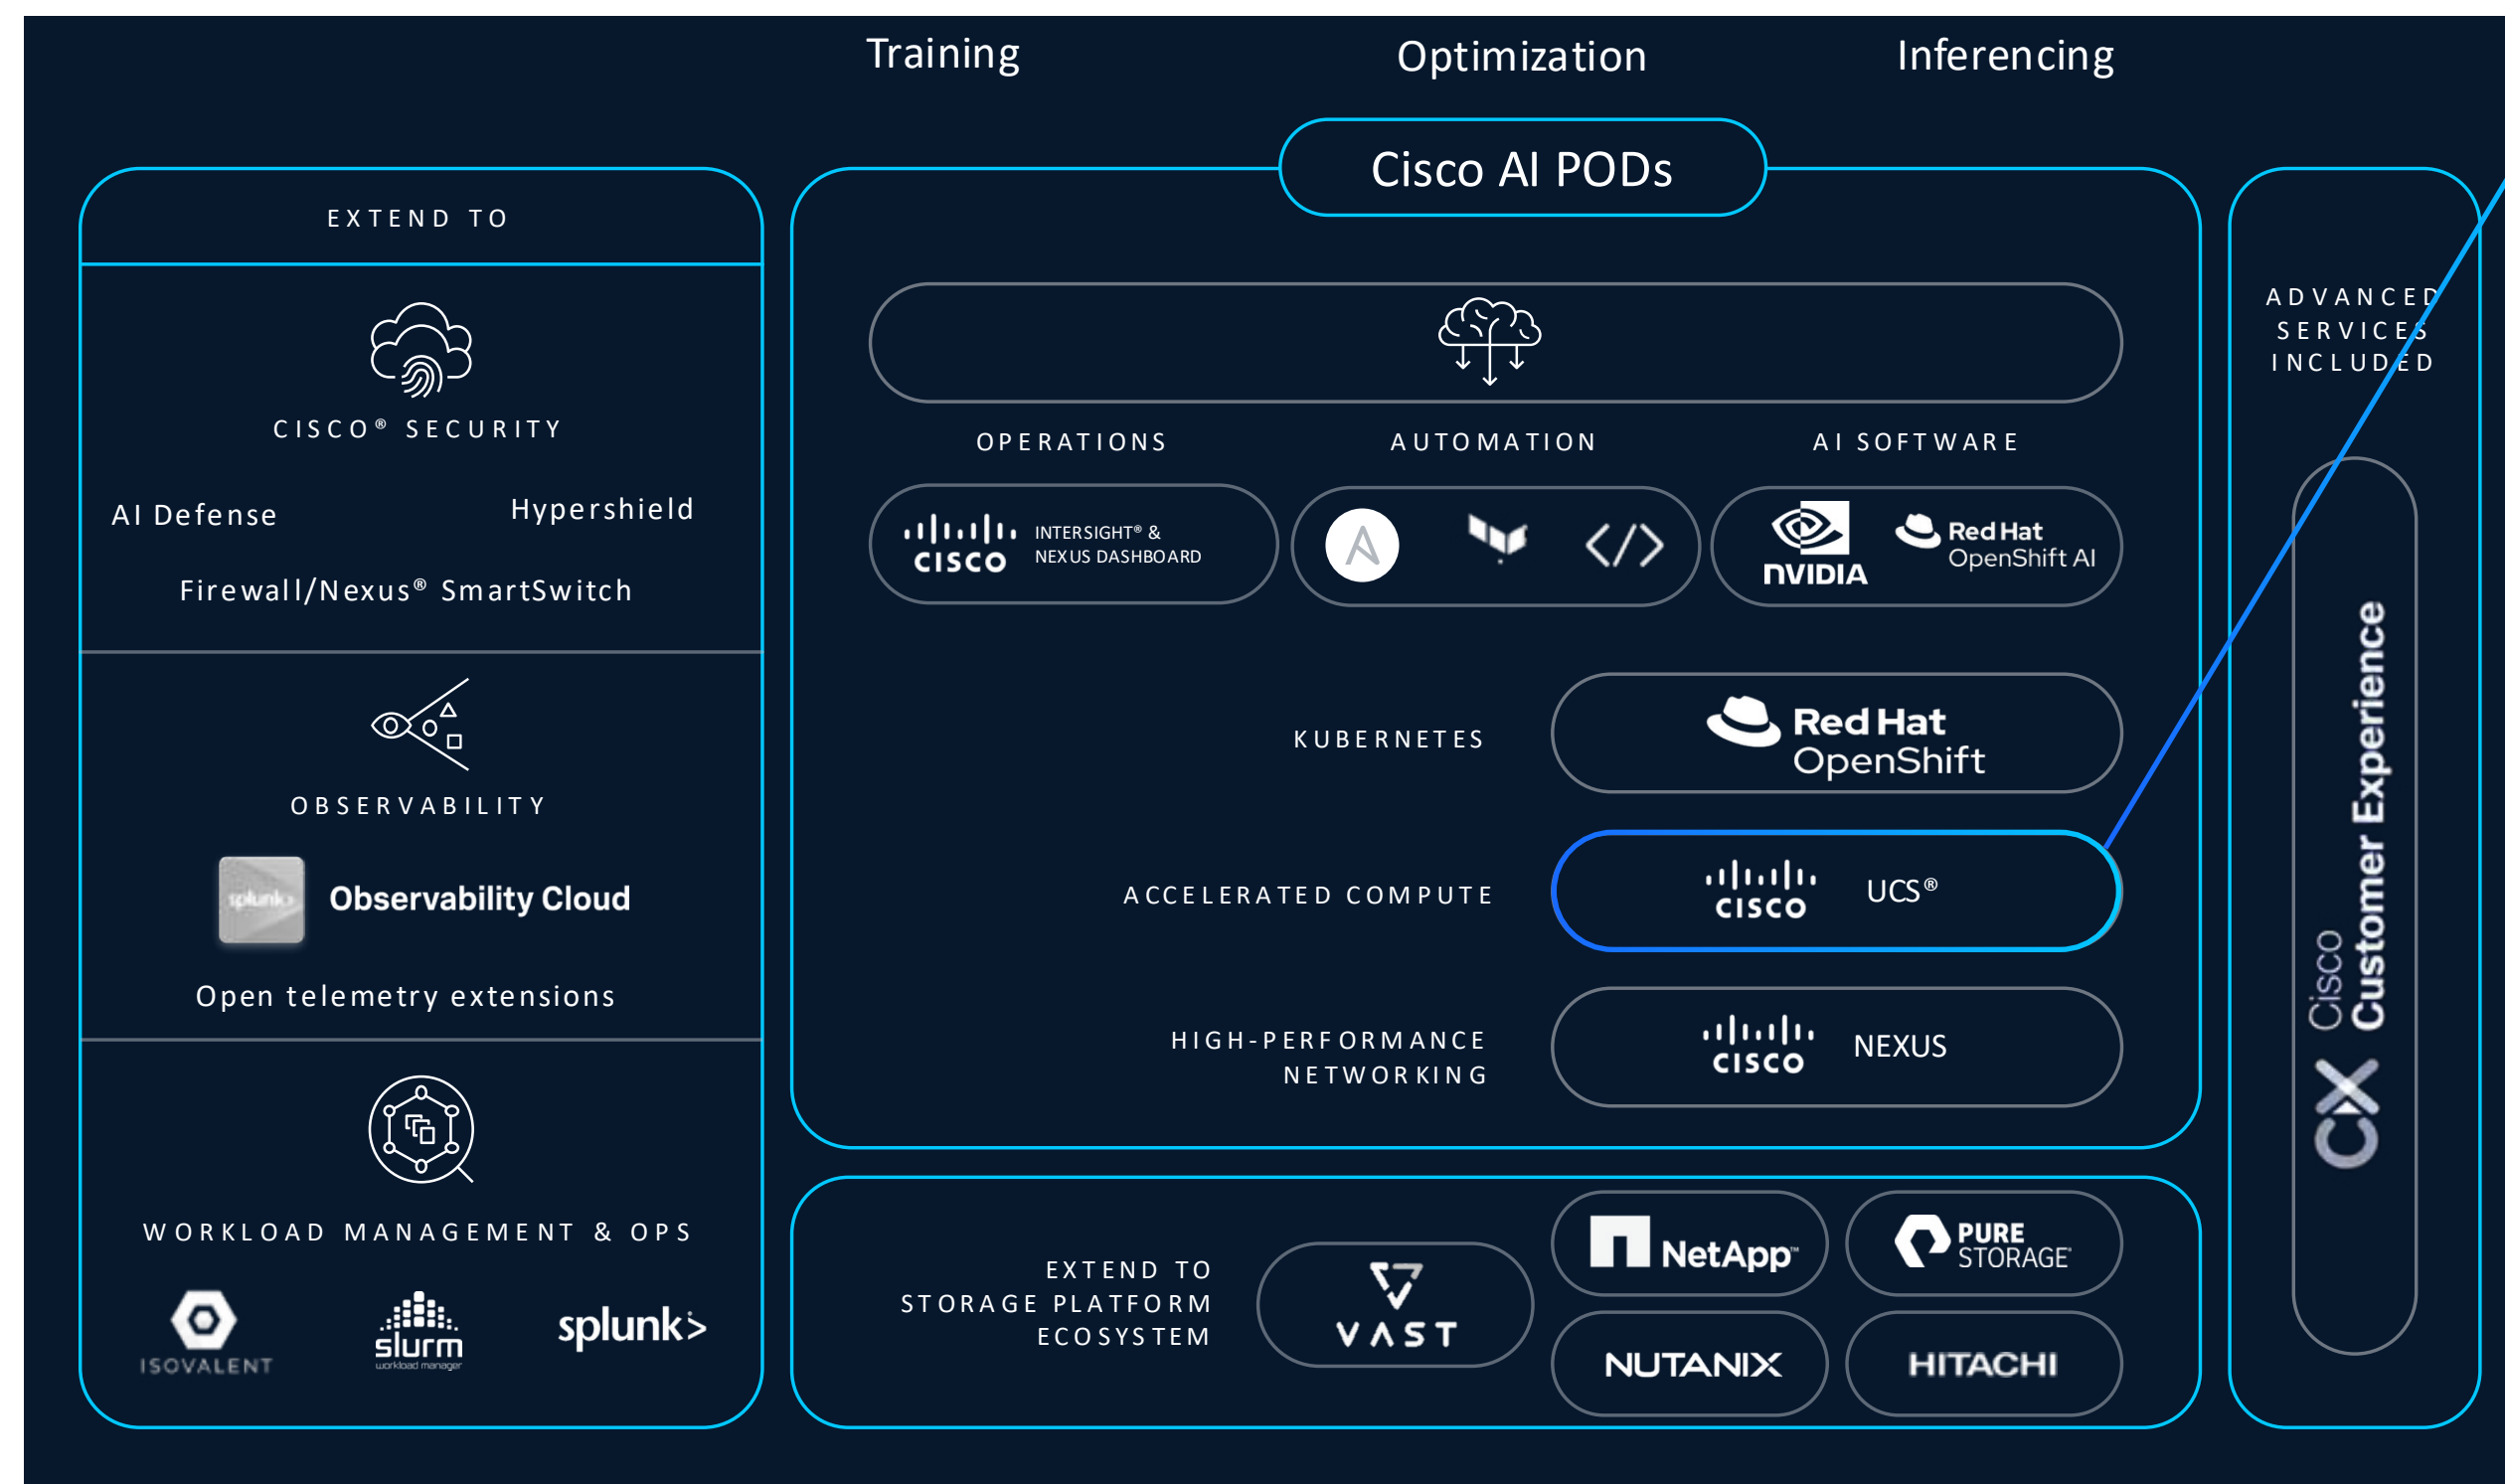 Training
Optimization
Inferencing
Cisco AI PODs
EXTEND TO
CISCO® SECURITY
AI Defense
Hypershield
Firewall/Nexus® SmartSwitch
OBSERVABILITY
splunk>
Observability Cloud
Open telemetry extensions
WORKLOAD MANAGEMENT & OPS
ISOVALENT
slurm
workload manager
splunk>
OPERATIONS
AUTOMATION
AI SOFTWARE
CISCO
INTERSIGHT® &
NEXUS DASHBOARD
</>
NVIDIA
Red Hat
OpenShift AI
KUBERNETES
Red Hat
OpenShift
ACCELERATED COMPUTE
CISCO
UCS®
HIGH-PERFORMANCE
NETWORKING
CISCO
NEXUS
EXTEND TO
STORAGE PLATFORM
ECOSYSTEM
VAST
NetApp™
PURE
STORAGE®
NUTANIX
HITACHI
ADVANCED
SERVICES
INCLUDED
CX
Cisco
Customer Experience